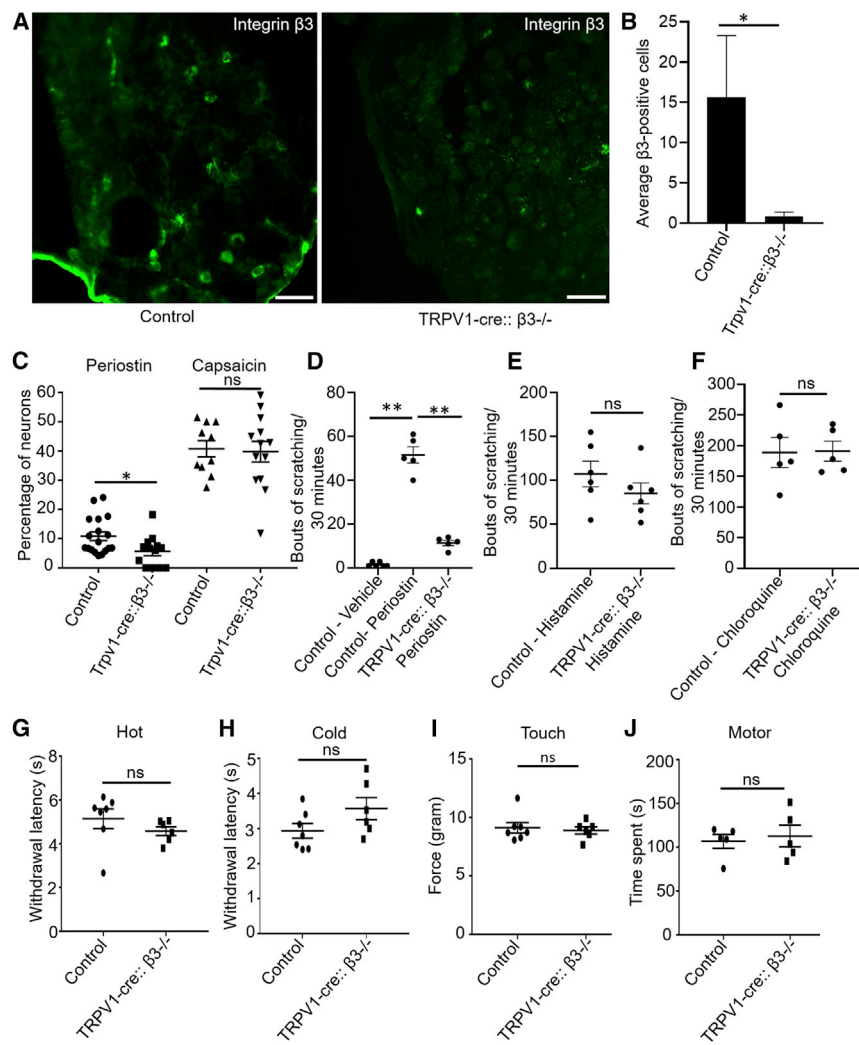 A
Integrin β3
Integrin β3
Control
TRPV1-cre:: β3-/-
B
Average β3-positive cells
25
20
15
10
5
0
*
Control
Trpv1-cre::β3-/-
C
Periostin
Capsaicin
Percentage of neurons
60
50
40
30
20
10
0
*
ns
Control
Trpv1-cre::β3-/-
Control
Trpv1-cre::β3-/-
D
Bouts of scratching/
30 minutes
80
60
40
20
0
**
**
Control - Vehicle
Control- Periostin
TRPV1-cre:: β3-/-
Periostin
E
Bouts of scratching/
30 minutes
200
150
100
50
0
ns
Control - Histamine
TRPV1-cre:: β3-/-
Histamine
F
Bouts of scratching/
30 minutes
350
300
250
200
150
100
50
0
ns
Control - Chloroquine
TRPV1-cre:: β3-/-
Chloroquine
G
Hot
Withdrawal latency (s)
8
6
4
2
0
ns
Control
TRPV1-cre:: β3-/-
H
Cold
Withdrawal latency (s)
5
4
3
2
1
0
ns
Control
TRPV1-cre:: β3-/-
I
Touch
Force (gram)
15
10
5
0
ns
Control
TRPV1-cre:: β3-/-
J
Motor
Time spent (s)
200
150
100
50
0
ns
Control
TRPV1-cre:: β3-/-